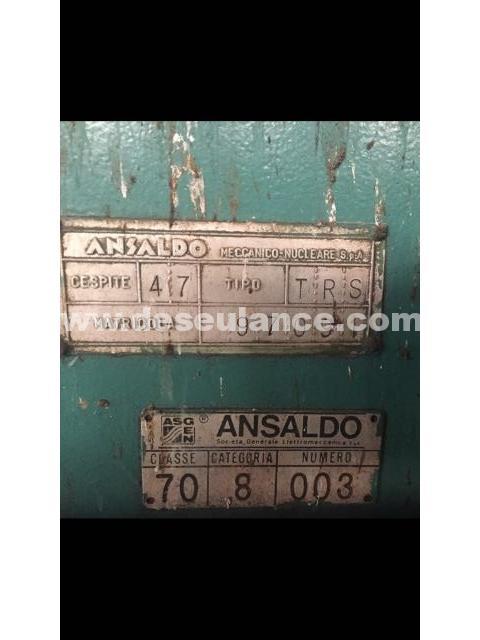 ANSALDO MECCANICO-NUCLEARE S.p.A.
CESPITE 47 TIPO TRS
MATRICOLA
www.daseulance.com
ASGEN ® ANSALDO
Società Generale Elettromeccanica S.p.A.
CLASSE CATEGORIA NUMERO
70 8 003